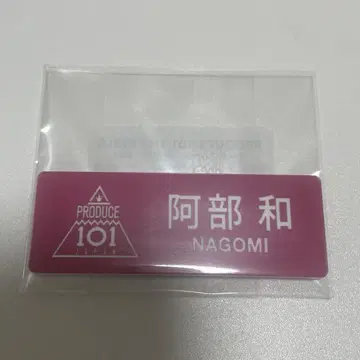 PRODUCE
101
JAPAN
阿部 和
NAGOMI